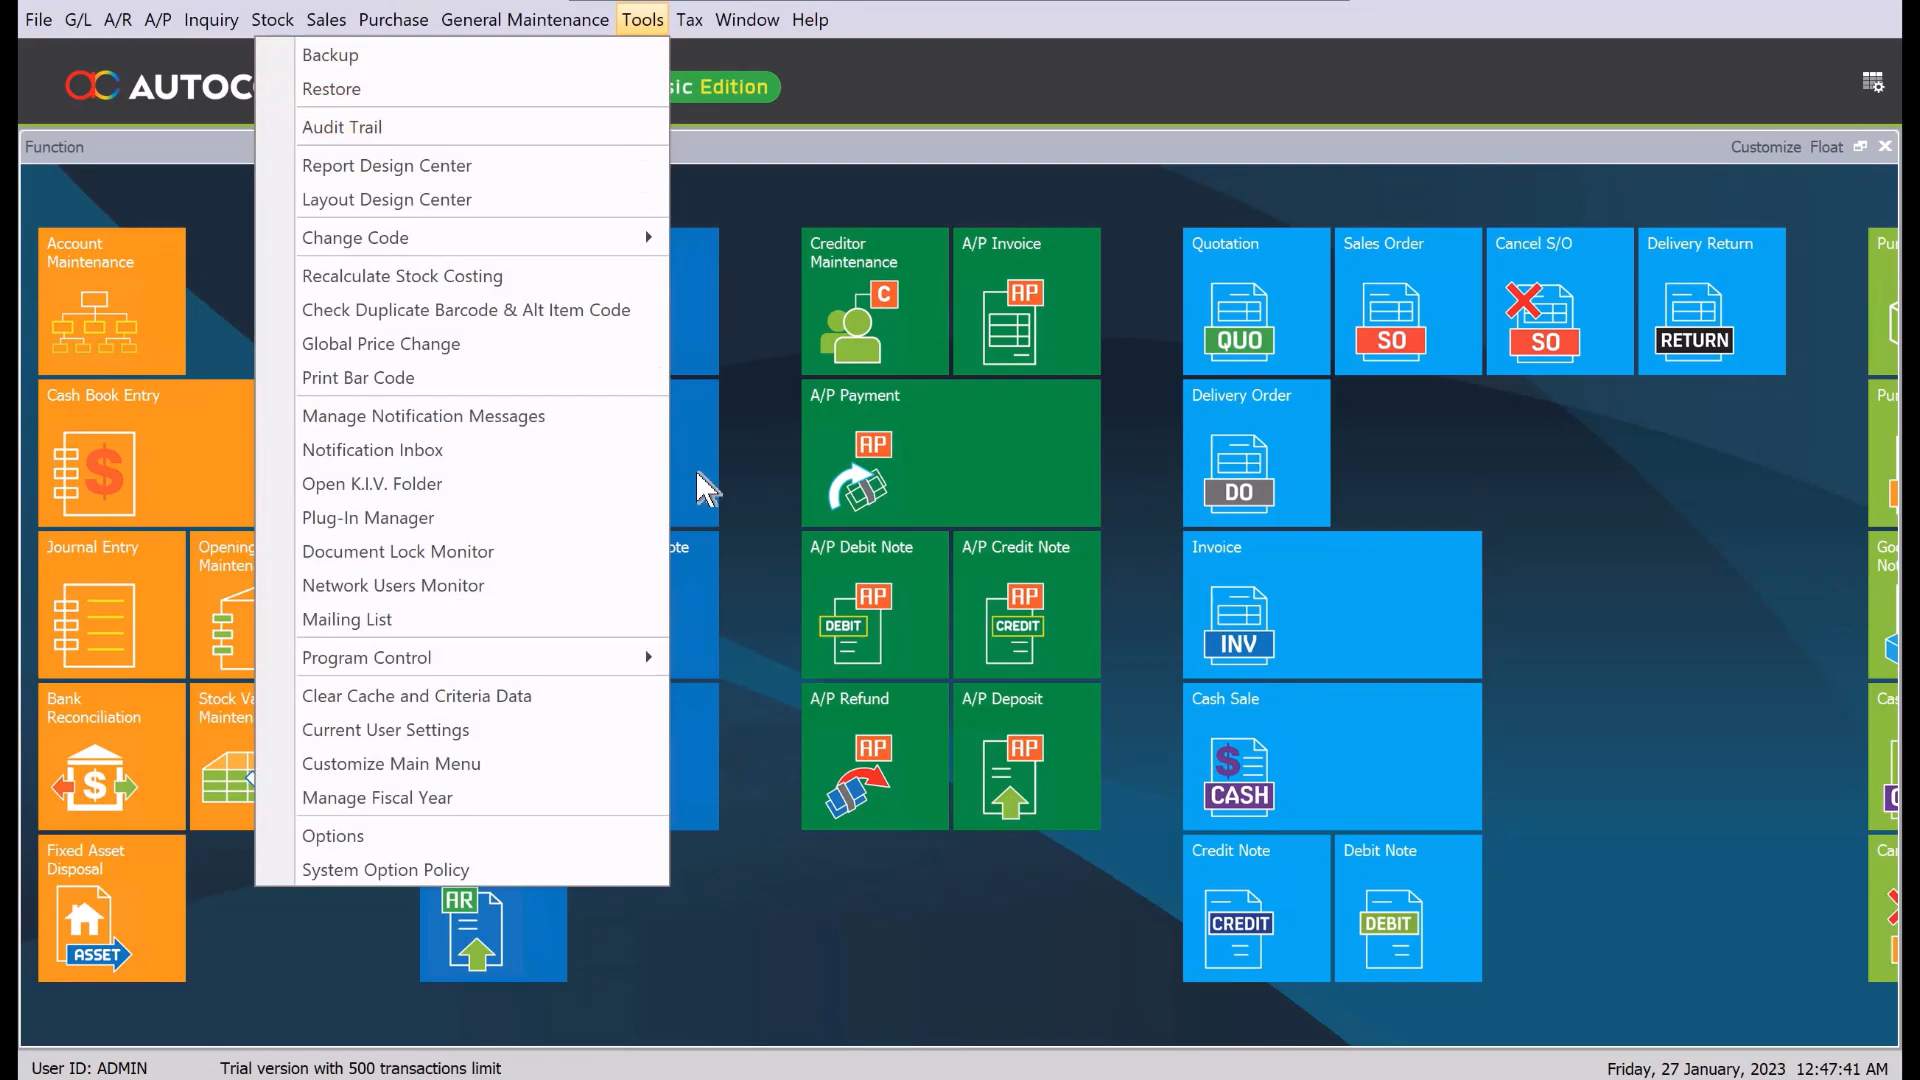 File G/L A/R A/P Inquiry Stock Sales Purchase General Maintenance Tools Tax Window Help
AUTOC
sic Edition
Function
Customize Float
Backup
Restore
Audit Trail
Report Design Center
Layout Design Center
Change Code
Recalculate Stock Costing
Check Duplicate Barcode & Alt Item Code
Global Price Change
Print Bar Code
Manage Notification Messages
Notification Inbox
Open K.I.V. Folder
Plug-In Manager
Document Lock Monitor
Network Users Monitor
Mailing List
Program Control
Clear Cache and Criteria Data
Current User Settings
Customize Main Menu
Manage Fiscal Year
Options
System Option Policy
Account
Maintenance
Cash Book Entry
$
Journal Entry
Opening
Mainten
Bank
Reconciliation
$
Stock Va
Mainten
Fixed Asset
Disposal
ASSET
ote
AR
Creditor
Maintenance
C
A/P Invoice
AP
A/P Payment
AP
A/P Debit Note
AP
DEBIT
A/P Credit Note
AP
CREDIT
A/P Refund
AP
A/P Deposit
AP
Quotation
QUO
Sales Order
SO
Cancel S/O
SO
Delivery Return
RETURN
Delivery Order
DO
Invoice
INV
Cash Sale
$
CASH
Credit Note
CREDIT
Debit Note
DEBIT
Pur
Pur
Goo
No
Cas
Can
User ID: ADMIN
Trial version with 500 transactions limit
Friday, 27 January, 2023 12:47:41 AM